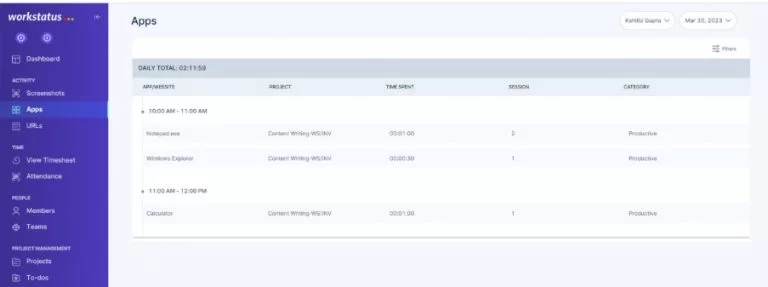 workstatus
Apps
Kshitiz Gupta
Mar 30, 2023
Filters
Dashboard
DAILY TOTAL: 02:11:59
ACTIVITY
APP/WEBSITE PROJECT TIME SPENT SESSION CATEGORY
Screenshots
Apps
10:00 AM - 11:00 AM
URLs
Notepad.exe Content Writing-WS/INV 00:01:00 2 Productive
TIME
View Timesheet
Windows Explorer Content Writing-WS/INV 00:00:30 1 Productive
Attendance
11:00 AM - 12:00 PM
PEOPLE
Members
Calculator Content Writing-WS/INV 00:01:00 1 Productive
Teams
PROJECT MANAGEMENT
Projects
To-dos